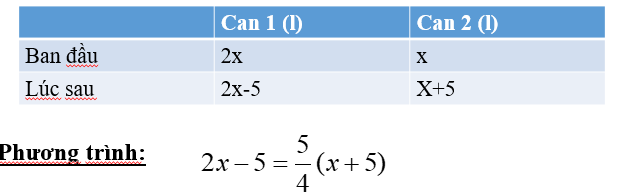 Can 1 (l) Can 2 (l)
Ban đầu 2x x
Lúc sau 2x-5 X+5
Phương trình: 2x − 5 = 5/4 (x + 5)